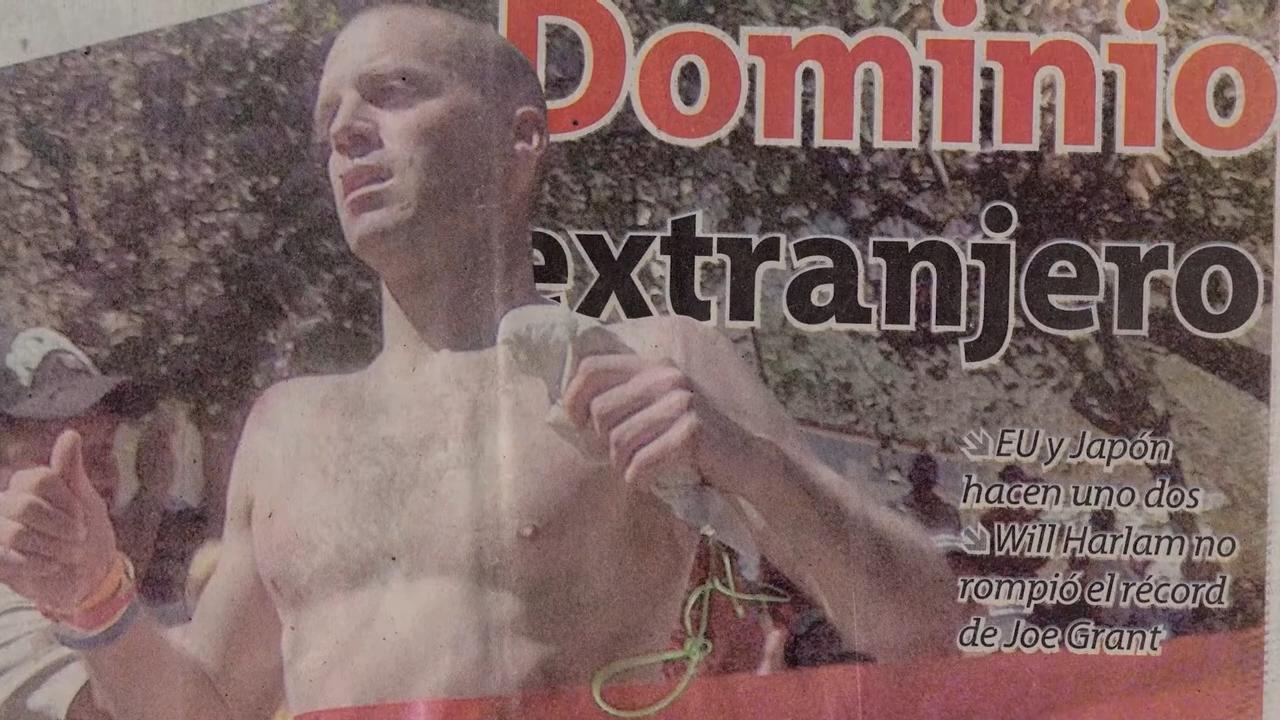 Dominio
extranjero
EU y Japón
hacen uno dos
Will Harlam no
rompió el récord
de Joe Grant